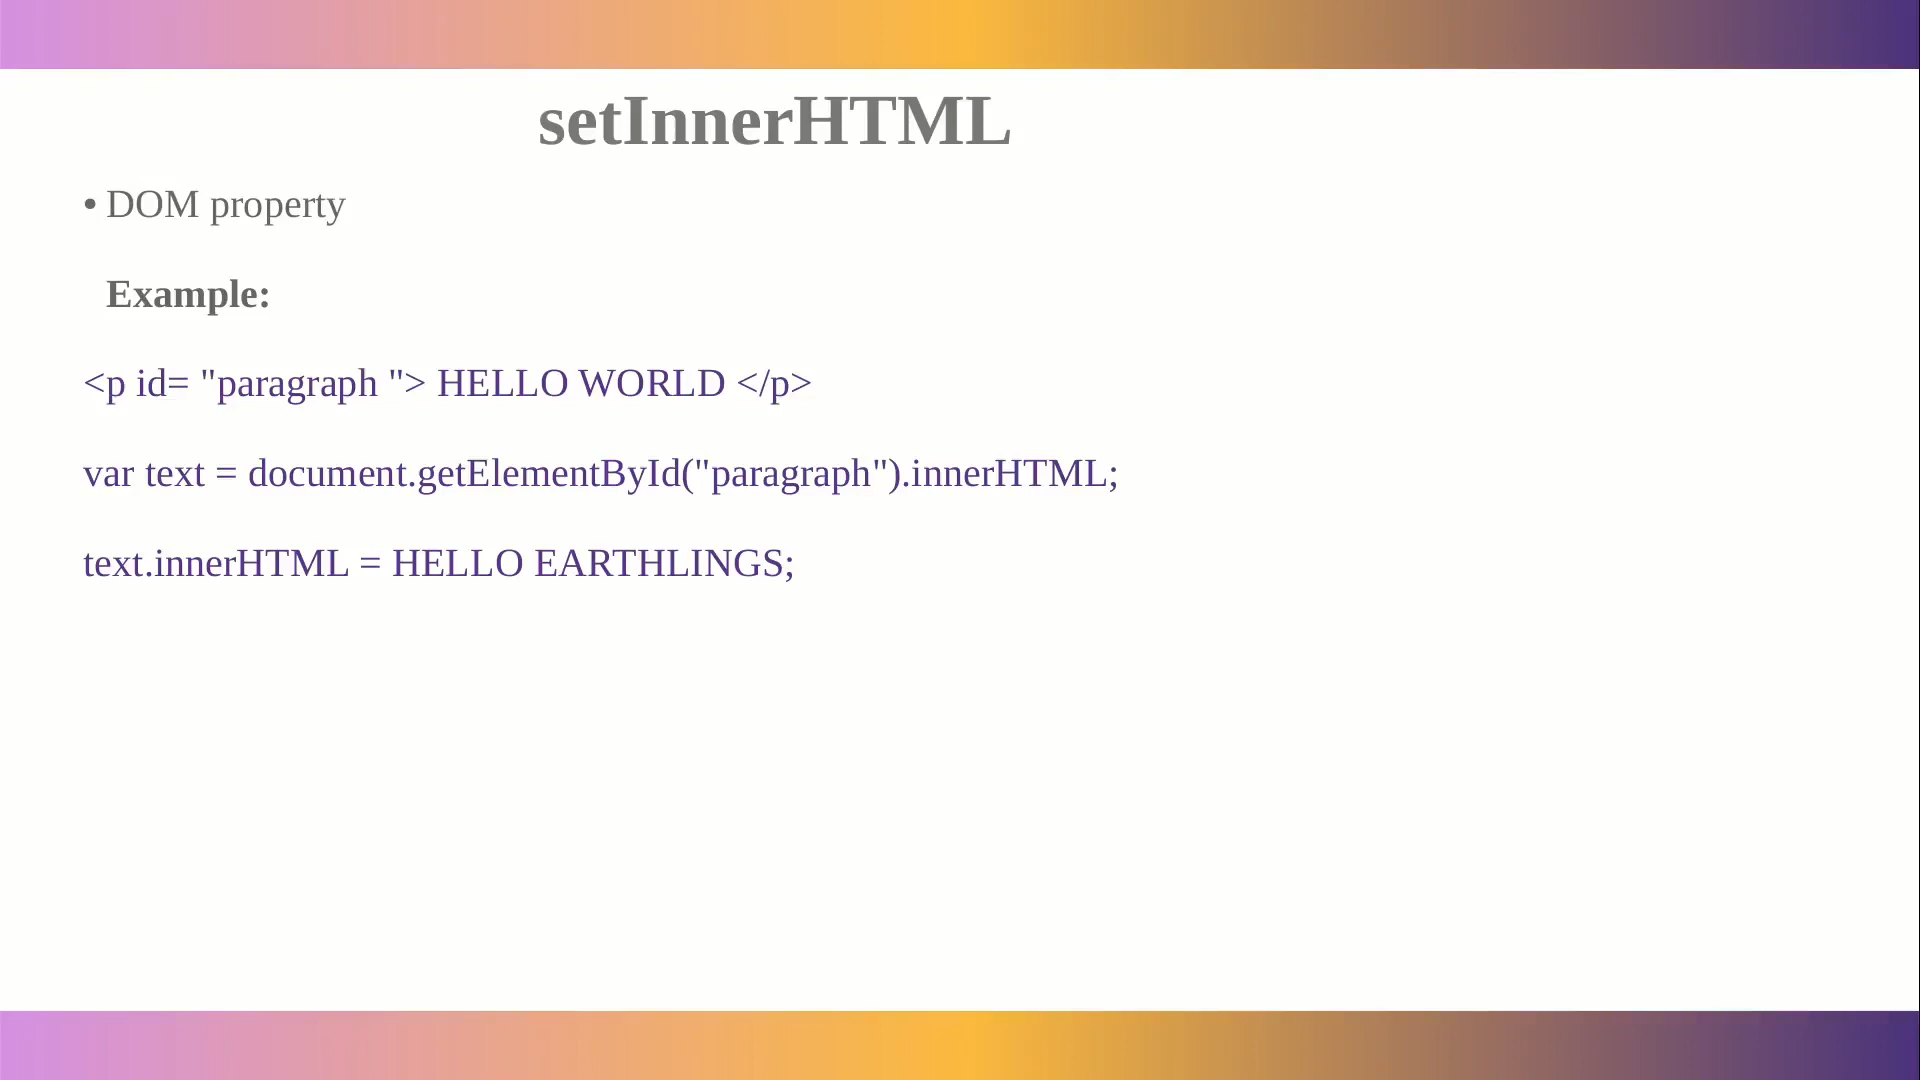 setInnerHTML
• DOM property
Example:
<p id= "paragraph "> HELLO WORLD </p>
var text = document.getElementById("paragraph").innerHTML;
text.innerHTML = HELLO EARTHLINGS;